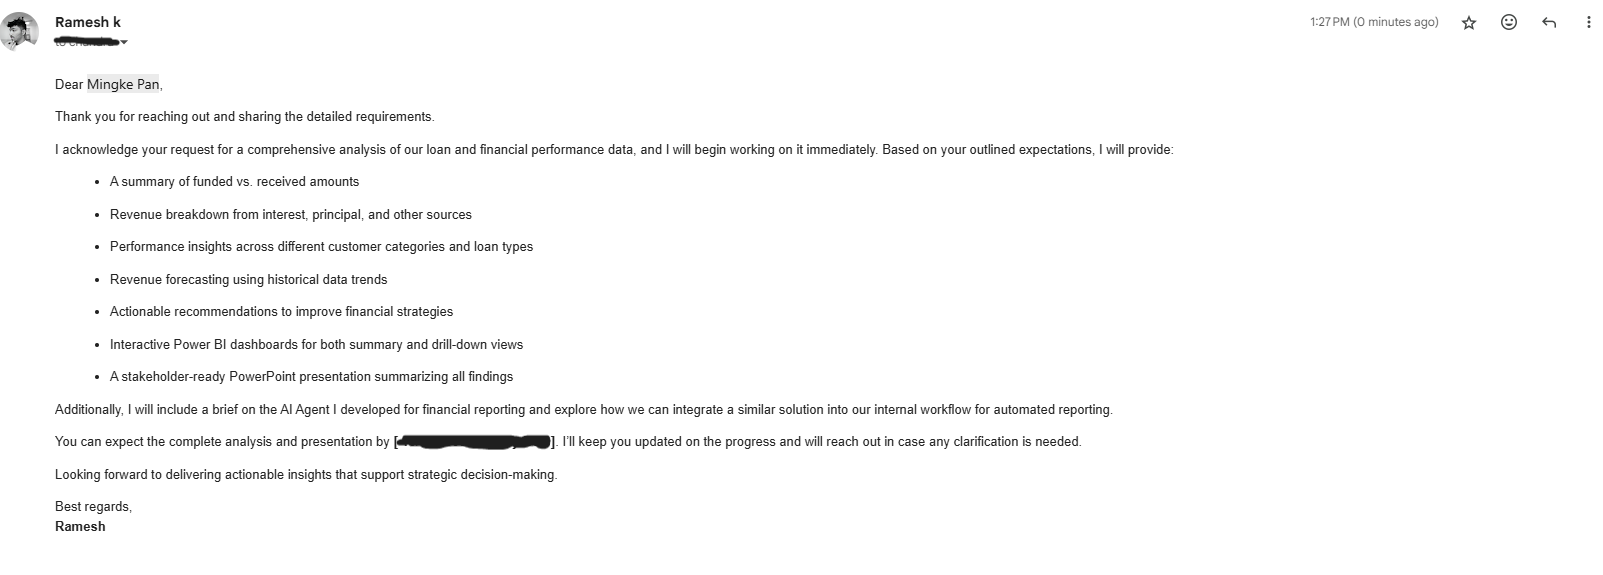 Ramesh k
1:27 PM (0 minutes ago)
to
Dear Mingke Pan,
Thank you for reaching out and sharing the detailed requirements.
I acknowledge your request for a comprehensive analysis of our loan and financial performance data, and I will begin working on it immediately. Based on your outlined expectations, I will provide:
• A summary of funded vs. received amounts
• Revenue breakdown from interest, principal, and other sources
• Performance insights across different customer categories and loan types
• Revenue forecasting using historical data trends
• Actionable recommendations to improve financial strategies
• Interactive Power BI dashboards for both summary and drill-down views
• A stakeholder-ready PowerPoint presentation summarizing all findings
Additionally, I will include a brief on the AI Agent I developed for financial reporting and explore how we can integrate a similar solution into our internal workflow for automated reporting.
You can expect the complete analysis and presentation by [ ]. I'll keep you updated on the progress and will reach out in case any clarification is needed.
Looking forward to delivering actionable insights that support strategic decision-making.
Best regards,
Ramesh